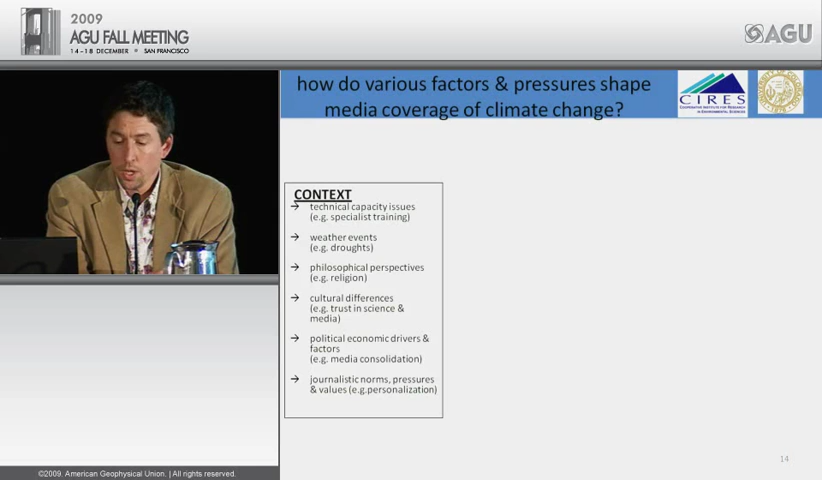 2009
AGU FALL MEETING
14-18 DECEMBER • SAN FRANCISCO
AGU
how do various factors & pressures shape
media coverage of climate change?
CIRES
CONTEXT
→ technical capacity issues
(e.g. specialist training)
→ weather events
(e.g. droughts)
→ philosophical perspectives
(e.g. religion)
→ cultural differences
(e.g. trust in science &
media)
→ political economic drivers &
factors
(e.g. media consolidation)
→ journalistic norms, pressures
& values (e.g.personalization)
14
©2009. American Geophysical Union. | All rights reserved.